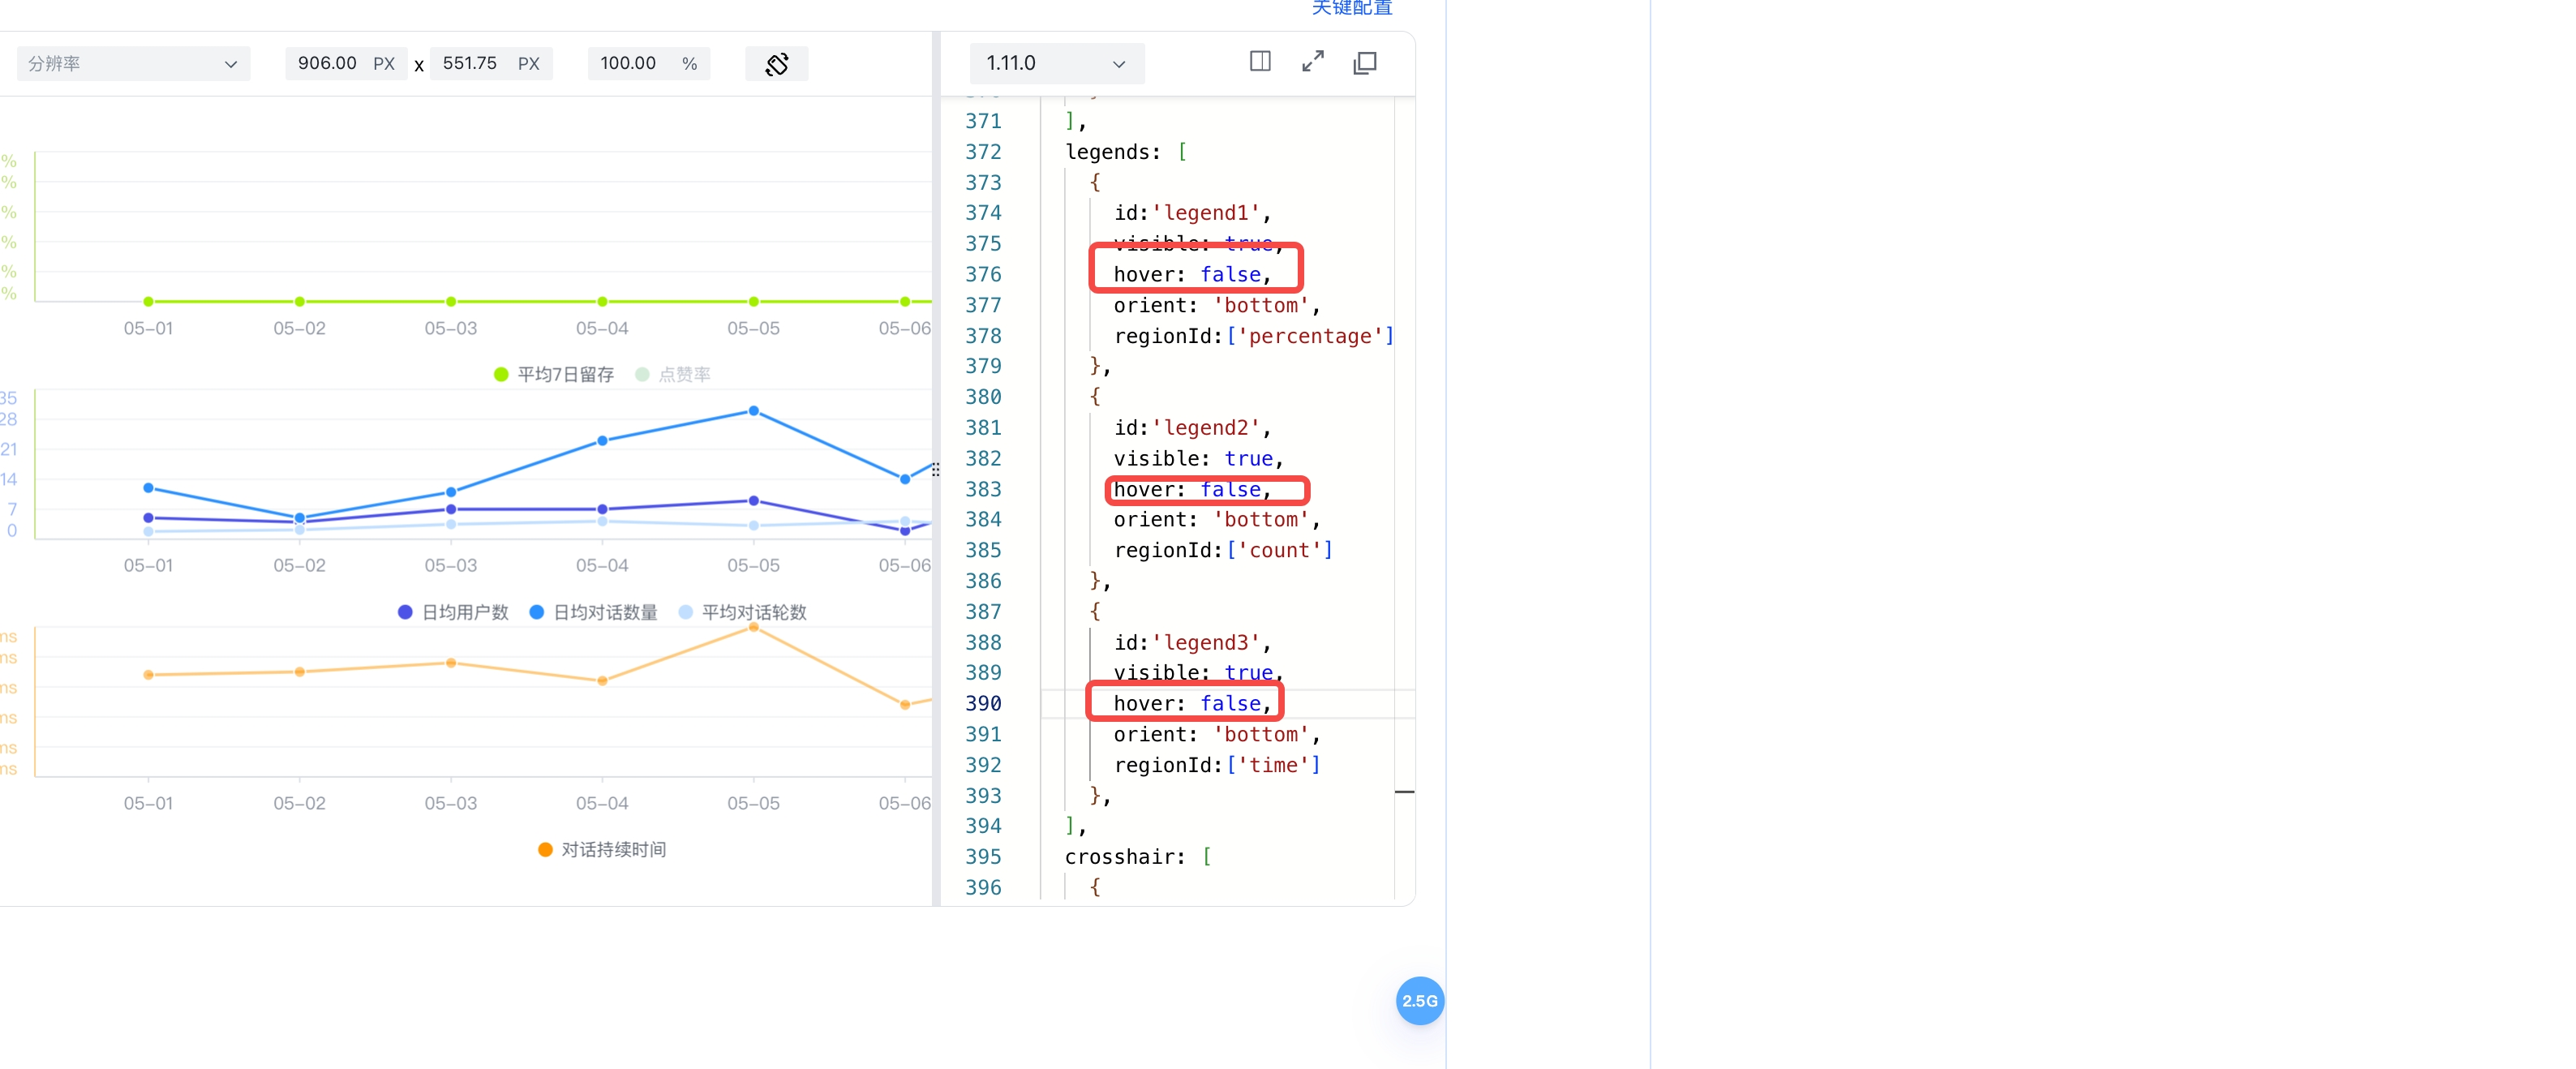 关键配置
分辨率 906.00 PX x 551.75 PX 100.00 %
1.11.0
%
%
%
%
%
%
05-01 05-02 05-03 05-04 05-05 05-06
平均7日留存 点赞率
35
28
21
14
7
0
05-01 05-02 05-03 05-04 05-05 05-06
日均用户数 日均对话数量 平均对话轮数
ms
ms
ms
ms
ms
ms
05-01 05-02 05-03 05-04 05-05 05-06
对话持续时间
371 ],
372 legends: [
373 {
374 id:'legend1',
375 visible: true,
376 hover: false,
377 orient: 'bottom',
378 regionId:['percentage']
379 },
380 {
381 id:'legend2',
382 visible: true,
383 hover: false,
384 orient: 'bottom',
385 regionId:['count']
386 },
387 {
388 id:'legend3',
389 visible: true,
390 hover: false,
391 orient: 'bottom',
392 regionId:['time']
393 },
394 ],
395 crosshair: [
396 {
2.5G